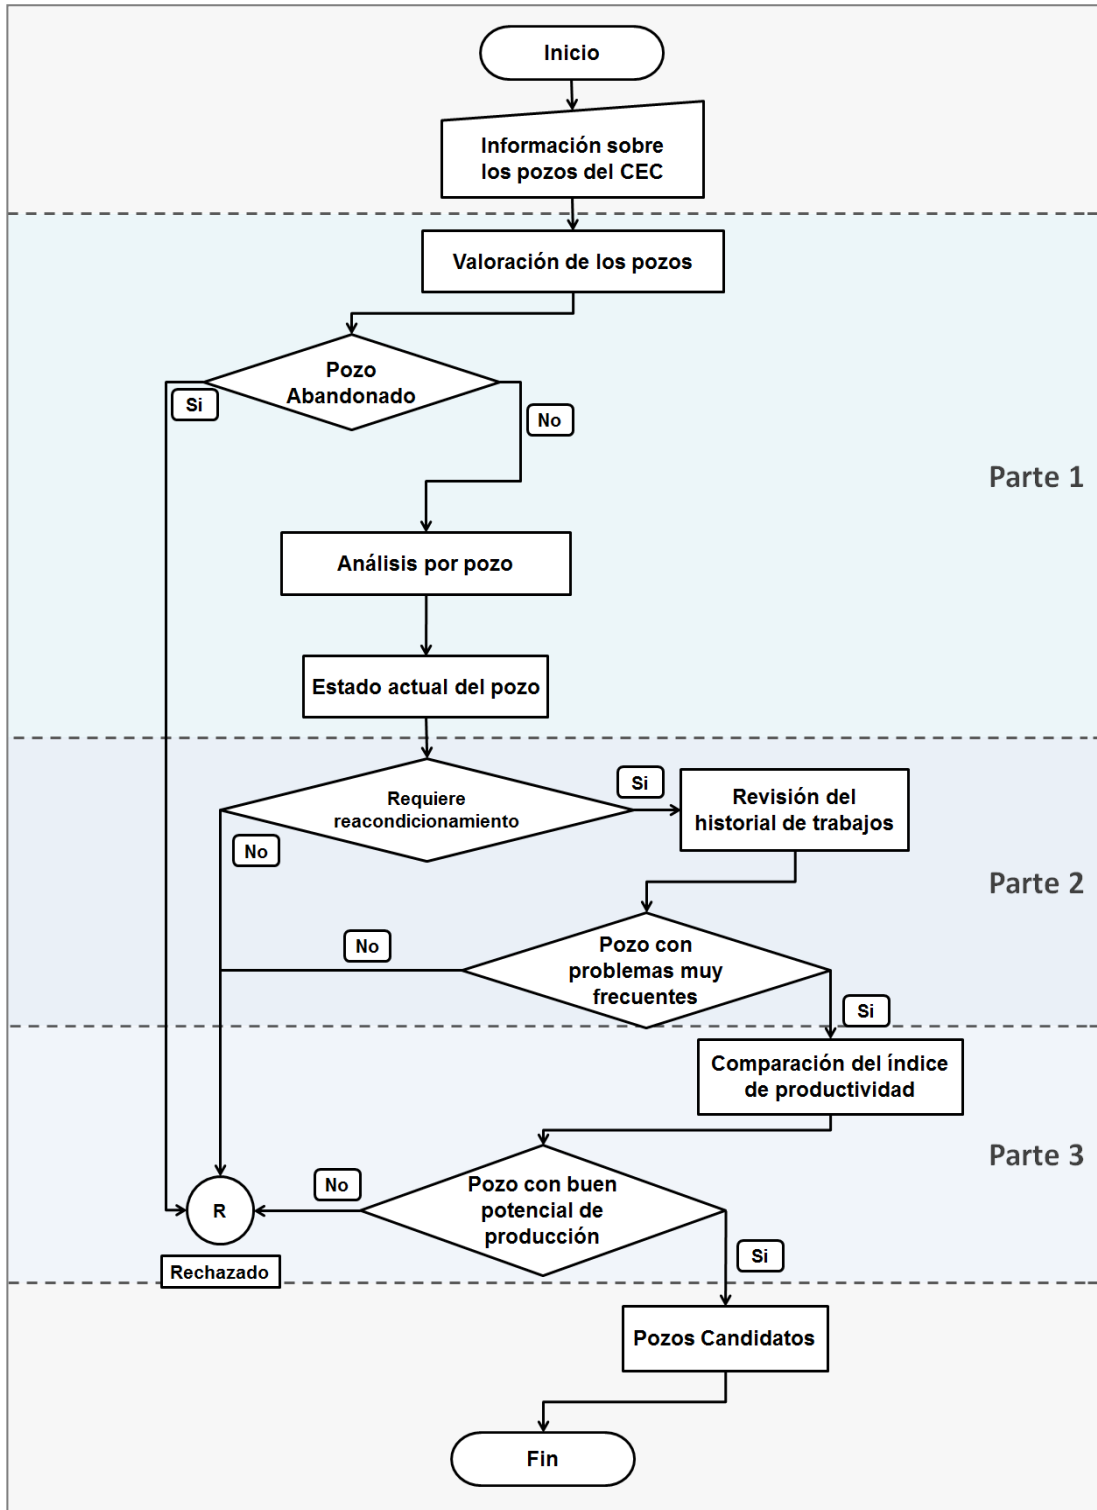 Inicio
Información sobre
los pozos del CEC
Valoración de los pozos
Pozo
Abandonado
Si
No
Parte 1
Análisis por pozo
Estado actual del pozo
Requiere
reacondicionamiento
Si
Revisión del
historial de trabajos
No
Parte 2
No
Pozo con
problemas muy
frecuentes
Si
Comparación del índice
de productividad
Parte 3
No
Pozo con buen
potencial de
producción
R
Si
Rechazado
Pozos Candidatos
Fin